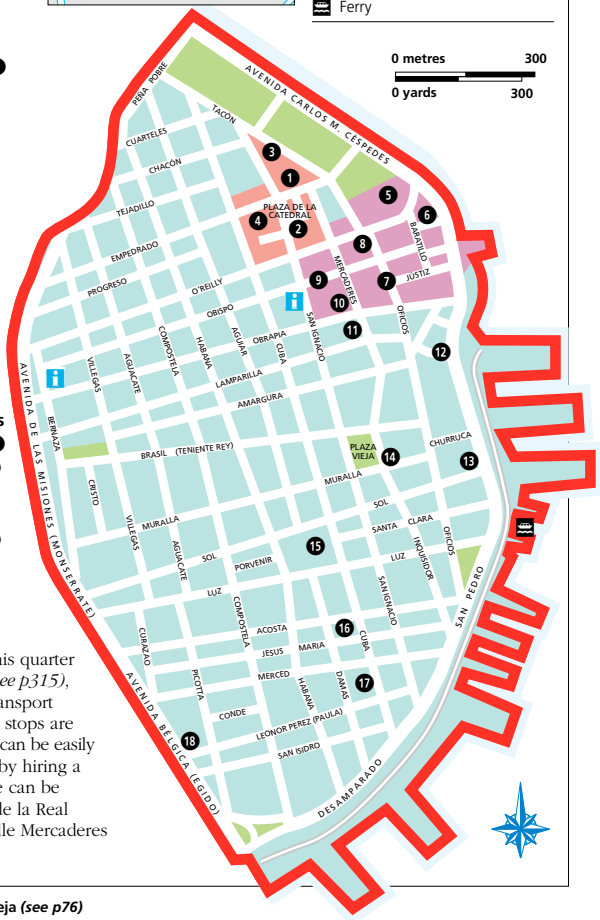 Ferry
0 metres 300
0 yards 300
PEÑA POBRE
AVENIDA CARLOS M. CÉSPEDES
TACÓN
CUARTELES
CHACÓN
3
1
5
TEJADILLO
PLAZA DE LA
CATEDRAL
4
2
6
BARATILLO
EMPEDRADO
8
PROGRESO
O'REILLY
9
MERCADERES
7
JÚSTIZ
OBISPO
10
OFICIOS
SAN IGNACIO
11
OBRAPIA
CUBA
AGUIAR
HABANA
COMPOSTELA
AGUACATE
VILLEGAS
12
LAMPARILLA
AMARGURA
AVENIDA DE LAS MISIONES (MONSERRATE)
BERNAZA
BRASIL (TENIENTE REY)
PLAZA
VIEJA
14
CHURRUCA
13
s
MURALLA
CRISTO
SOL
VILLEGAS
MURALLA
SANTA CLARA
OFICIOS
15
AGUACATE
SOL
PORVENIR
LUZ
INQUISIDOR
LUZ
SAN IGNACIO
SAN PEDRO
COMPOSTELA
ACOSTA
16
CUBA
CURAZAO
JESUS MARIA
MERCED
PICOTTA
HABANA
DAMAS
17
AVENIDA BÉLGICA (EGIDO)
CONDE
LEONOR PEREZ (PAULA)
18
SAN ISIDRO
DESAMPARADO
his quarter
ee p315),
ansport
stops are
can be easily
by hiring a
e can be
de la Real
lle Mercaderes
eja (see p76)